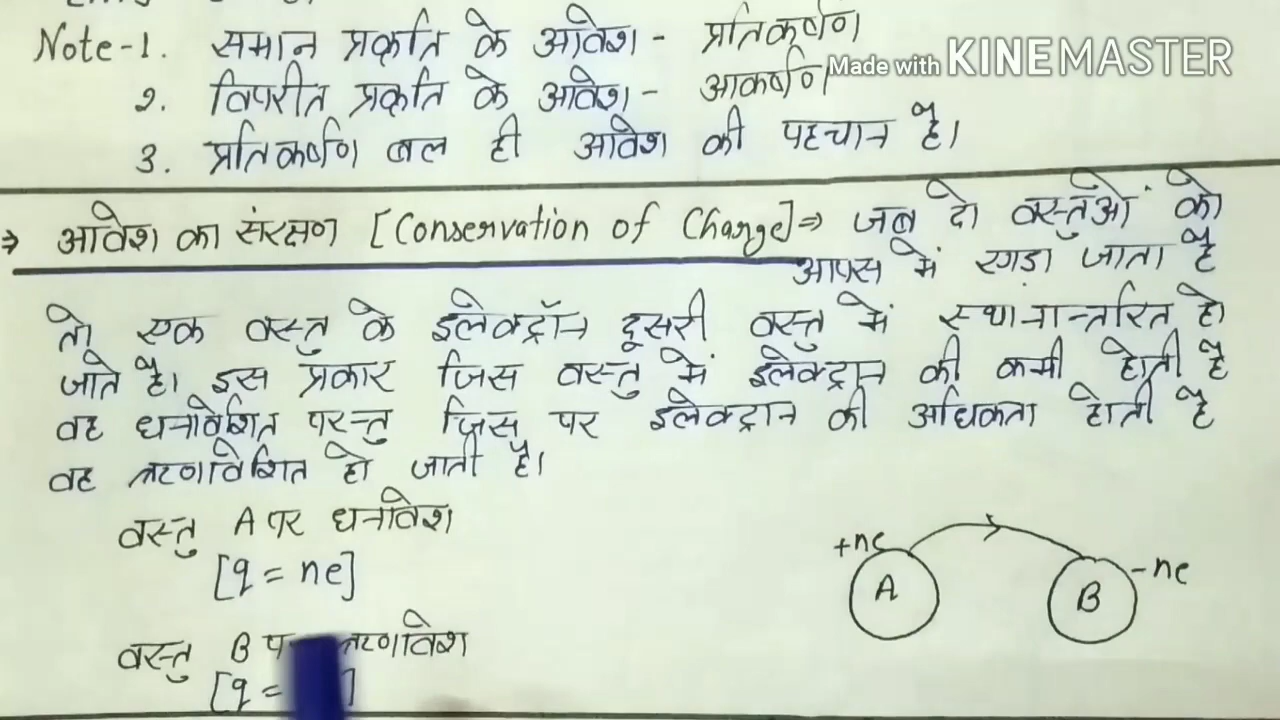 Note-1. समान प्रकृति के आवेश - प्रतिकर्षण
Made with KINEMASTER
2. विपरीत प्रकृति के आवेश - आकर्षण
3. प्रतिकर्षण बल ही आवेश की पहचान है।
⇒ आवेश का संरक्षण [Conservation of Charge] ⇒ जब दो वस्तुओं को
आपस में रगड़ा जाता है
तो एक वस्तु के इलेक्ट्रॉन दूसरी वस्तु में स्थानान्तरित हो
जाते है। इस प्रकार जिस वस्तु में इलेक्ट्रान की कमी होती है
वह धनावेशित परन्तु जिस पर इलेक्ट्रान की अधिकता होती है
वह ऋणावेशित हो जाती है।
वस्तु A पर धनावेश
[q = ne]
+ne
A
B
-ne
वस्तु B ऋणावेश
[q = ]